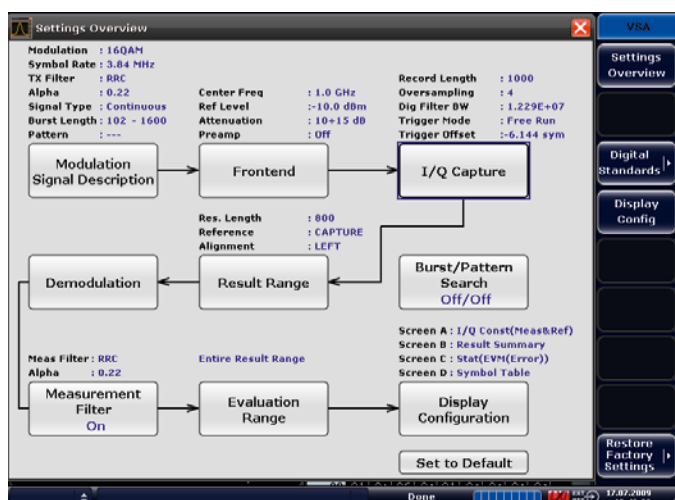 Settings Overview
VSA
Modulation : 16QAM
Symbol Rate : 3.84 MHz
TX Filter : RRC
Alpha : 0.22
Signal Type : Continuous
Burst Length : 102 - 1600
Pattern : ---
Center Freq : 1.0 GHz
Ref Level :-10.0 dBm
Attenuation : 10+15 dB
Preamp : Off
Record Length : 1000
Oversampling : 4
Dig Filter BW : 1.229E+07
Trigger Mode : Free Run
Trigger Offset :-6.144 sym
Settings
Overview
Modulation
Signal Description
Frontend
I/Q Capture
Digital
Standards
Display
Config
Res. Length : 800
Reference : CAPTURE
Alignment : LEFT
Demodulation
Result Range
Burst/Pattern
Search
Off/Off
Meas Filter : RRC
Alpha : 0.22
Entire Result Range
Screen A : I/Q Const(Meas&Ref)
Screen B : Result Summary
Screen C : Stat(EVM(Error))
Screen D : Symbol Table
Measurement
Filter
On
Evaluation
Range
Display
Configuration
Set to Default
Restore
Factory
Settings
Done
17.07.2009